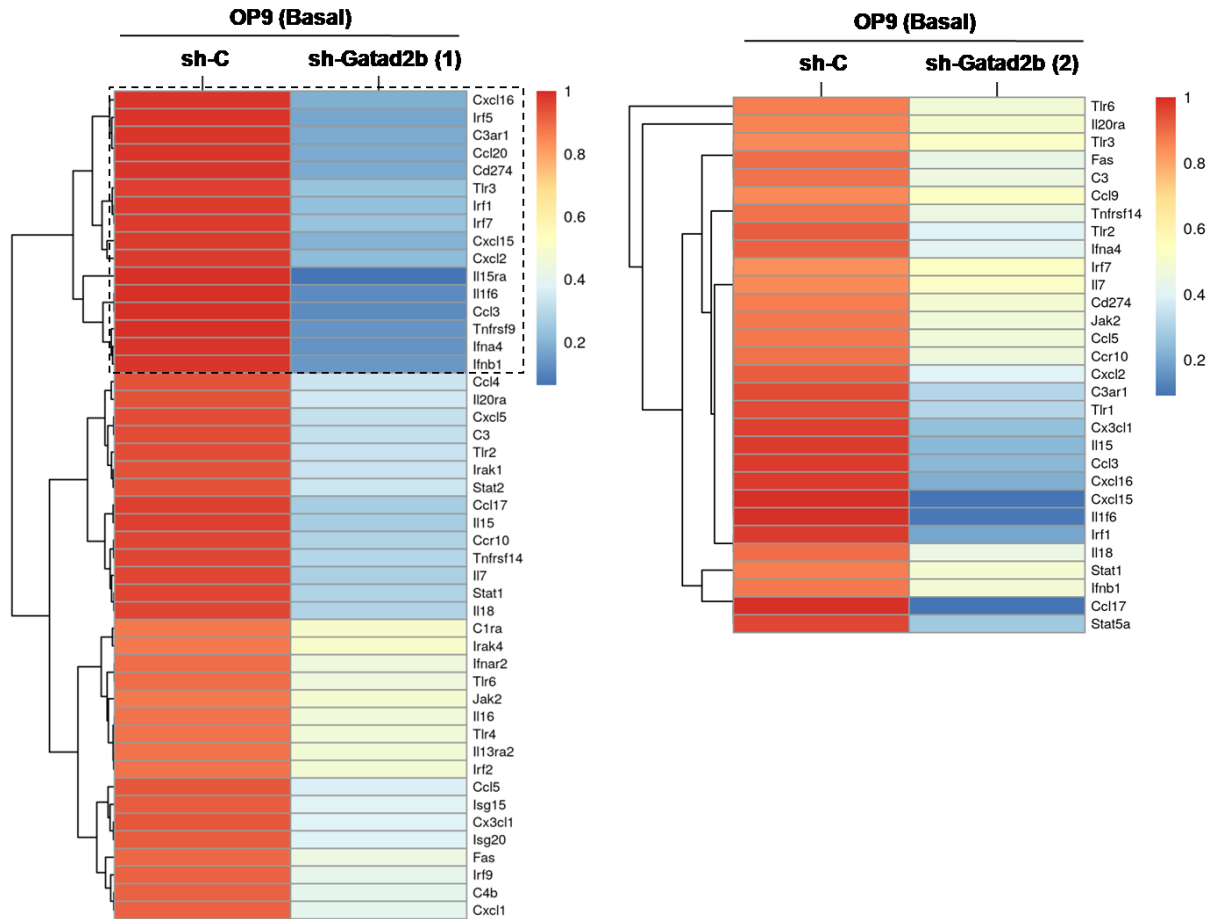 OP9 (Basal)
sh-C sh-Gatad2b (1)
Cxcl16
Irf5
C3ar1
Ccl20
Cd274
Tlr3
Irf1
Irf7
Cxcl15
Cxcl2
Il15ra
Il1f6
Ccl3
Tnfrsf9
Ifna4
Ifnb1
Ccl4
Il20ra
Cxcl5
C3
Tlr2
Irak1
Stat2
Ccl17
Il15
Ccr10
Tnfrsf14
Il7
Stat1
Il18
C1ra
Irak4
Ifnar2
Tlr6
Jak2
Il16
Tlr4
Il13ra2
Irf2
Ccl5
Isg15
Cx3cl1
Isg20
Fas
Irf9
C4b
Cxcl1
1
0.8
0.6
0.4
0.2
OP9 (Basal)
sh-C sh-Gatad2b (2)
Tlr6
Il20ra
Tlr3
Fas
C3
Ccl9
Tnfrsf14
Tlr2
Ifna4
Irf7
Il7
Cd274
Jak2
Ccl5
Ccr10
Cxcl2
C3ar1
Tlr1
Cx3cl1
Il15
Ccl3
Cxcl16
Cxcl15
Il1f6
Irf1
Il18
Stat1
Ifnb1
Ccl17
Stat5a
1
0.8
0.6
0.4
0.2